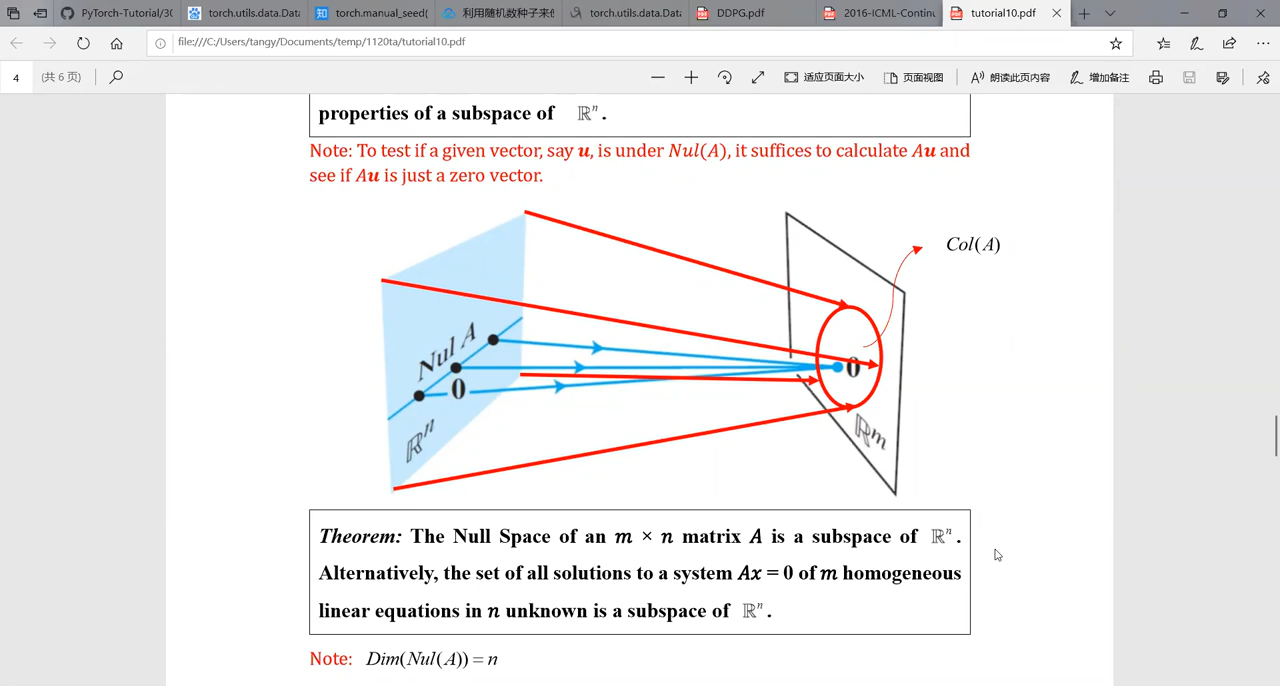 PyTorch-Tutorial/30
torch.utils.data.Data
torch.manual_seed(
利用随机数种子来使
torch.utils.data.Data
DDPG.pdf
2016-ICML-Continu
tutorial10.pdf
file:///C:/Users/tangy/Documents/temp/1120ta/tutorial10.pdf
4 (共 6 页) 适应页面大小 页面视图 朗读此页内容 增加备注
properties of a subspace of ℝⁿ.
Note: To test if a given vector, say u, is under Nul(A), it suffices to calculate Au and
see if Au is just a zero vector.
Col(A)
Nul A
0
0
ℝⁿ
ℝᵐ
Theorem: The Null Space of an m × n matrix A is a subspace of ℝⁿ.
Alternatively, the set of all solutions to a system Ax = 0 of m homogeneous
linear equations in n unknown is a subspace of ℝⁿ.
Note: Dim(Nul(A)) = n